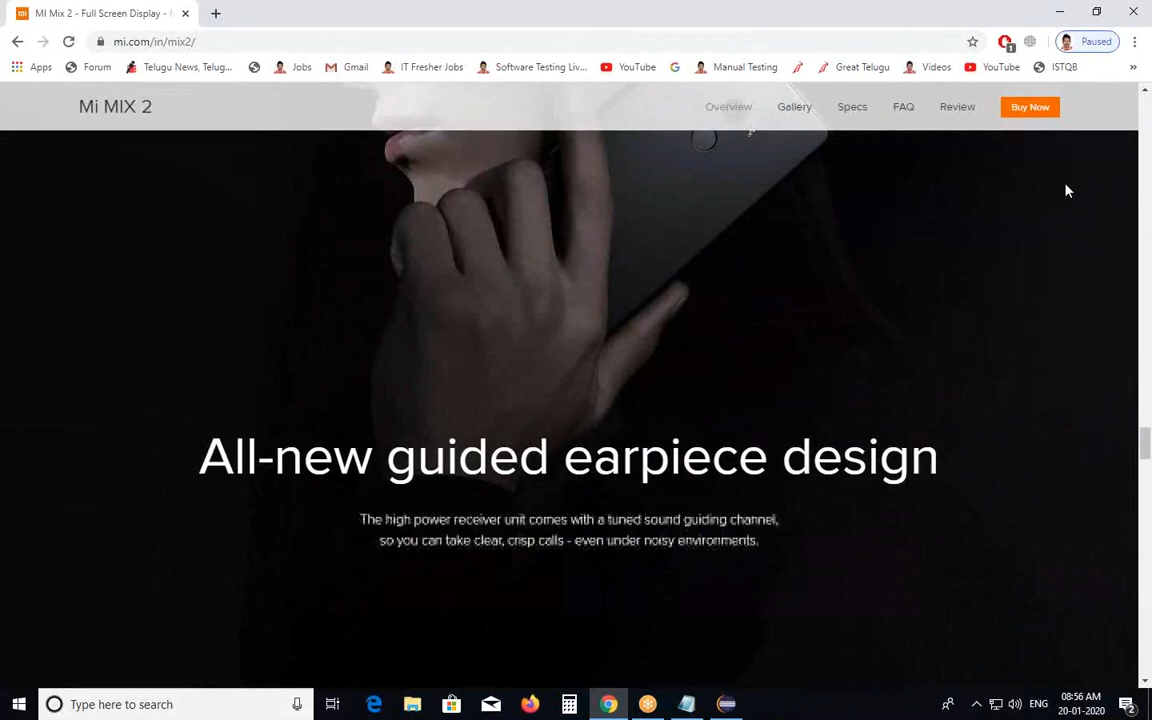 MI Mix 2 - Full Screen Display -
mi.com/in/mix2/
1
Paused
Apps
Forum
Telugu News, Telug...
Jobs
Gmail
IT Fresher Jobs
Software Testing Liv...
YouTube
Manual Testing
Great Telugu
Videos
YouTube
ISTQB
»
Mi MIX 2
Overview
Gallery
Specs
FAQ
Review
Buy Now
All-new guided earpiece design
The high power receiver unit comes with a tuned sound guiding channel,
so you can take clear, crisp calls - even under noisy environments.
Type here to search
ENG
08:56 AM
20-01-2020
2